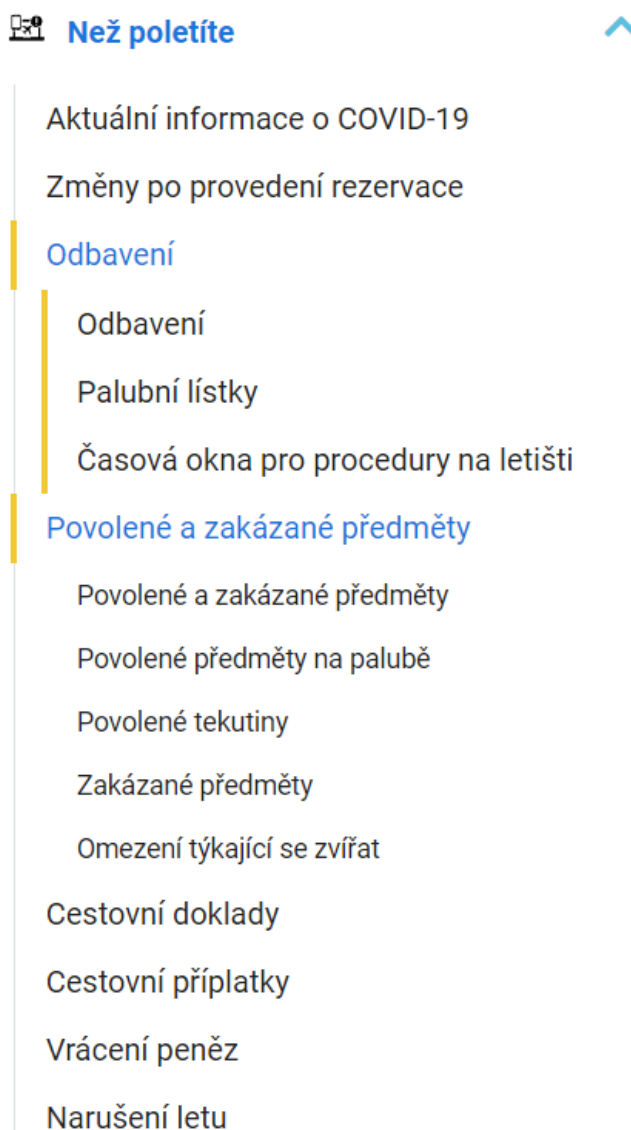 Než poletíte
Aktuální informace o COVID-19
Změny po provedení rezervace
Odbavení
Odbavení
Palubní lístky
Časová okna pro procedury na letišti
Povolené a zakázané předměty
Povolené a zakázané předměty
Povolené předměty na palubě
Povolené tekutiny
Zakázané předměty
Omezení týkající se zvířat
Cestovní doklady
Cestovní příplatky
Vrácení peněz
Narušení letu